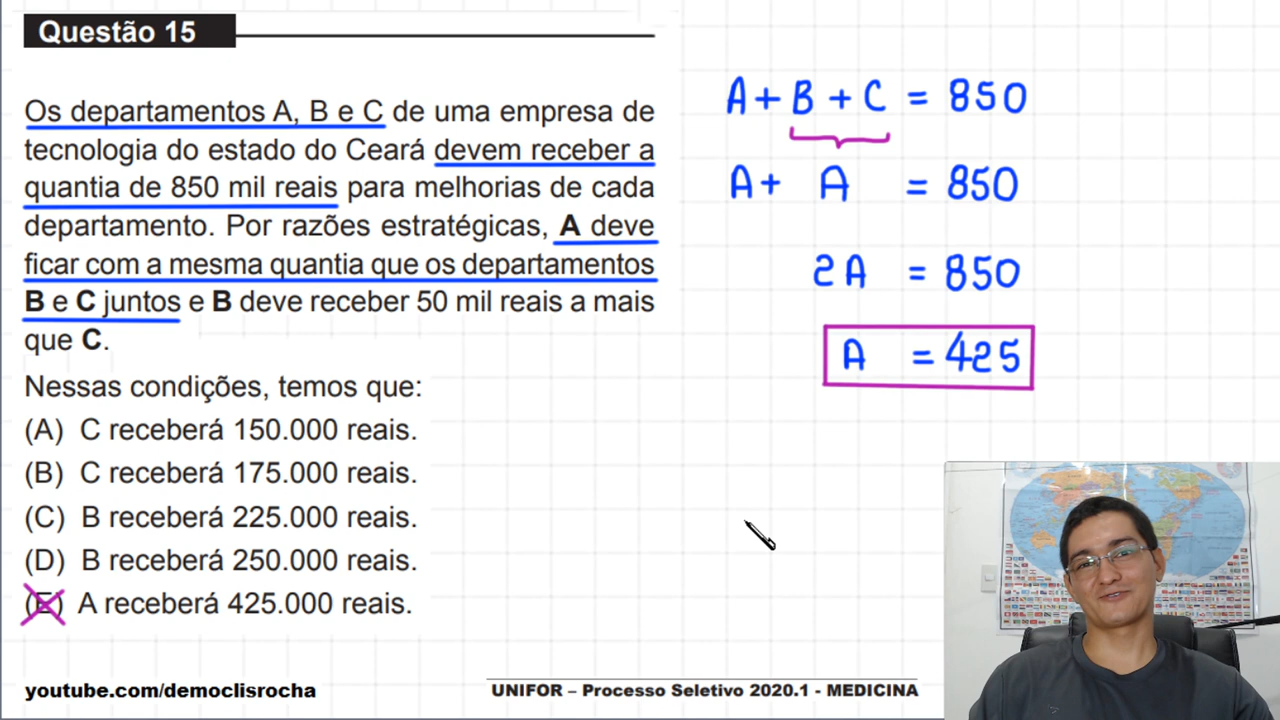 Questão 15
Os departamentos A, B e C de uma empresa de
tecnologia do estado do Ceará devem receber a
quantia de 850 mil reais para melhorias de cada
departamento. Por razões estratégicas, A deve
ficar com a mesma quantia que os departamentos
B e C juntos e B deve receber 50 mil reais a mais
que C.
Nessas condições, temos que:
(A) C receberá 150.000 reais.
(B) C receberá 175.000 reais.
(C) B receberá 225.000 reais.
(D) B receberá 250.000 reais.
(E) A receberá 425.000 reais.
A + B + C = 850
A + A = 850
2A = 850
A = 425
youtube.com/democlisrocha
UNIFOR – Processo Seletivo 2020.1 - MEDICINA